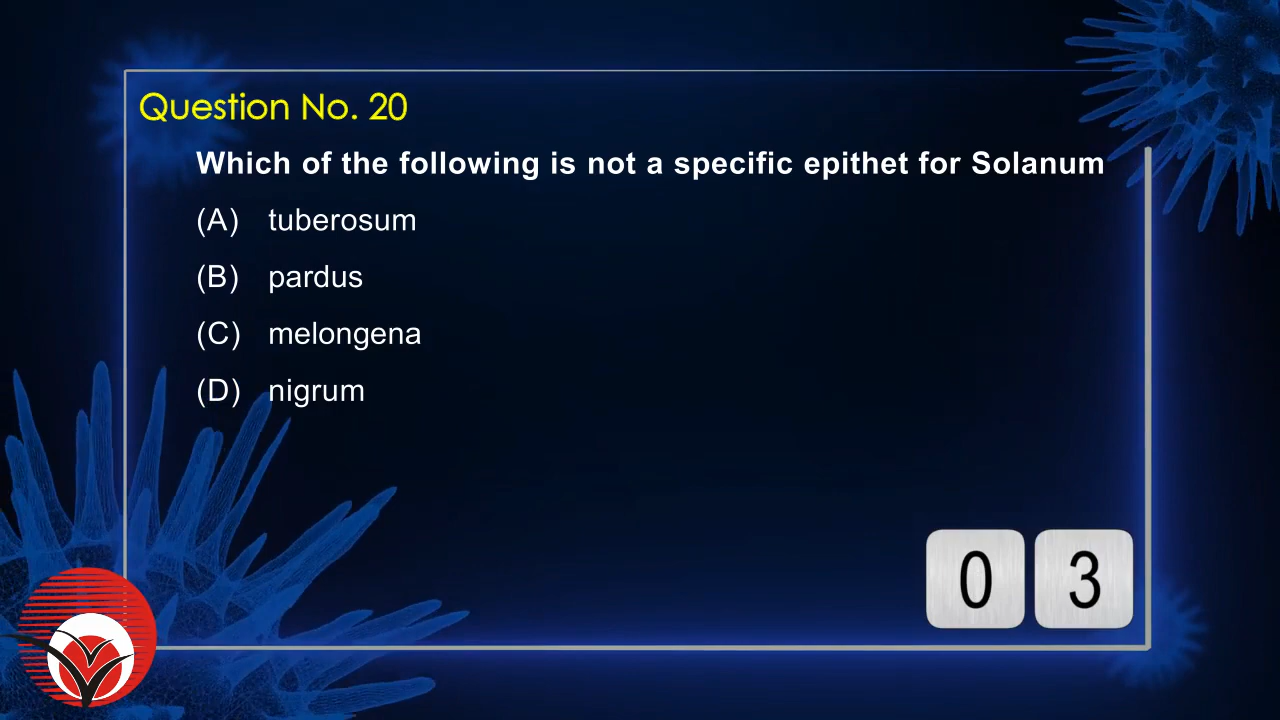 Question No. 20
Which of the following is not a specific epithet for Solanum
(A) tuberosum
(B) pardus
(C) melongena
(D) nigrum
0 3